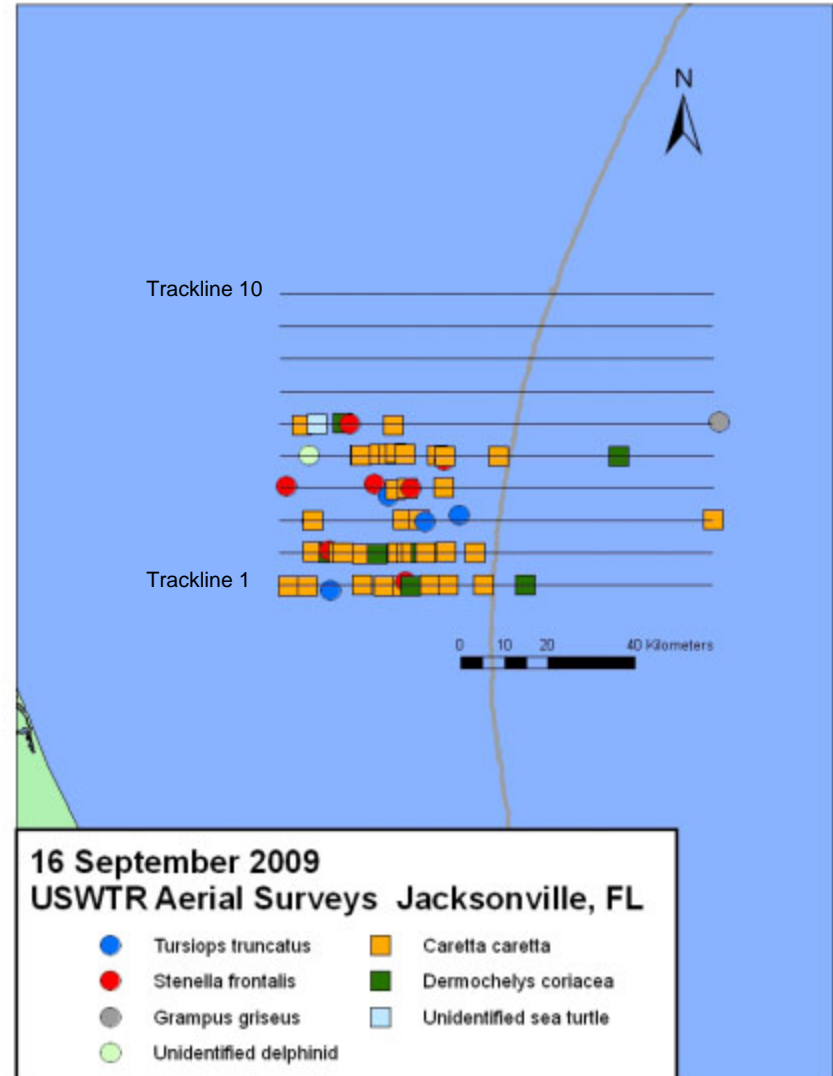 N
Trackline 10
Trackline 1
0 10 20 40 Kilometers
16 September 2009
USWTR Aerial Surveys Jacksonville, FL
Tursiops truncatus
Caretta caretta
Stenella frontalis
Dermochelys coriacea
Grampus griseus
Unidentified sea turtle
Unidentified delphinid